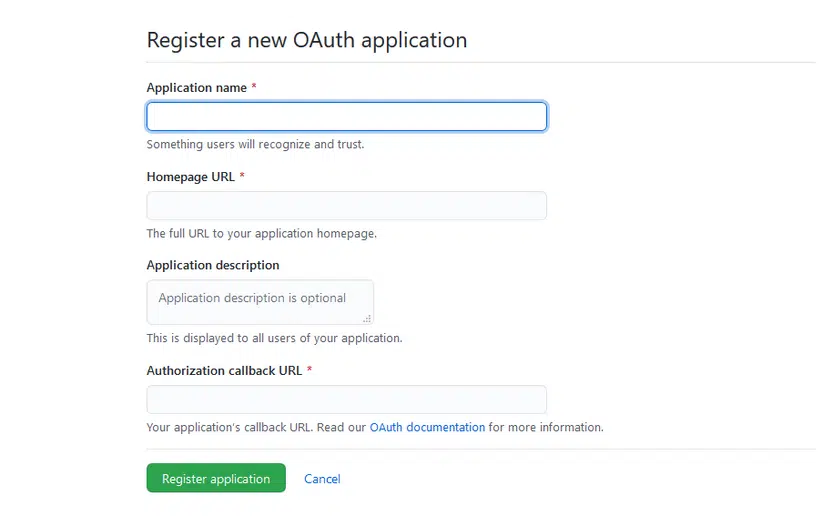 Register a new OAuth application
Application name *
Something users will recognize and trust.
Homepage URL *
The full URL to your application homepage.
Application description
Application description is optional
This is displayed to all users of your application.
Authorization callback URL *
Your application's callback URL. Read our OAuth documentation for more information.
Register application Cancel